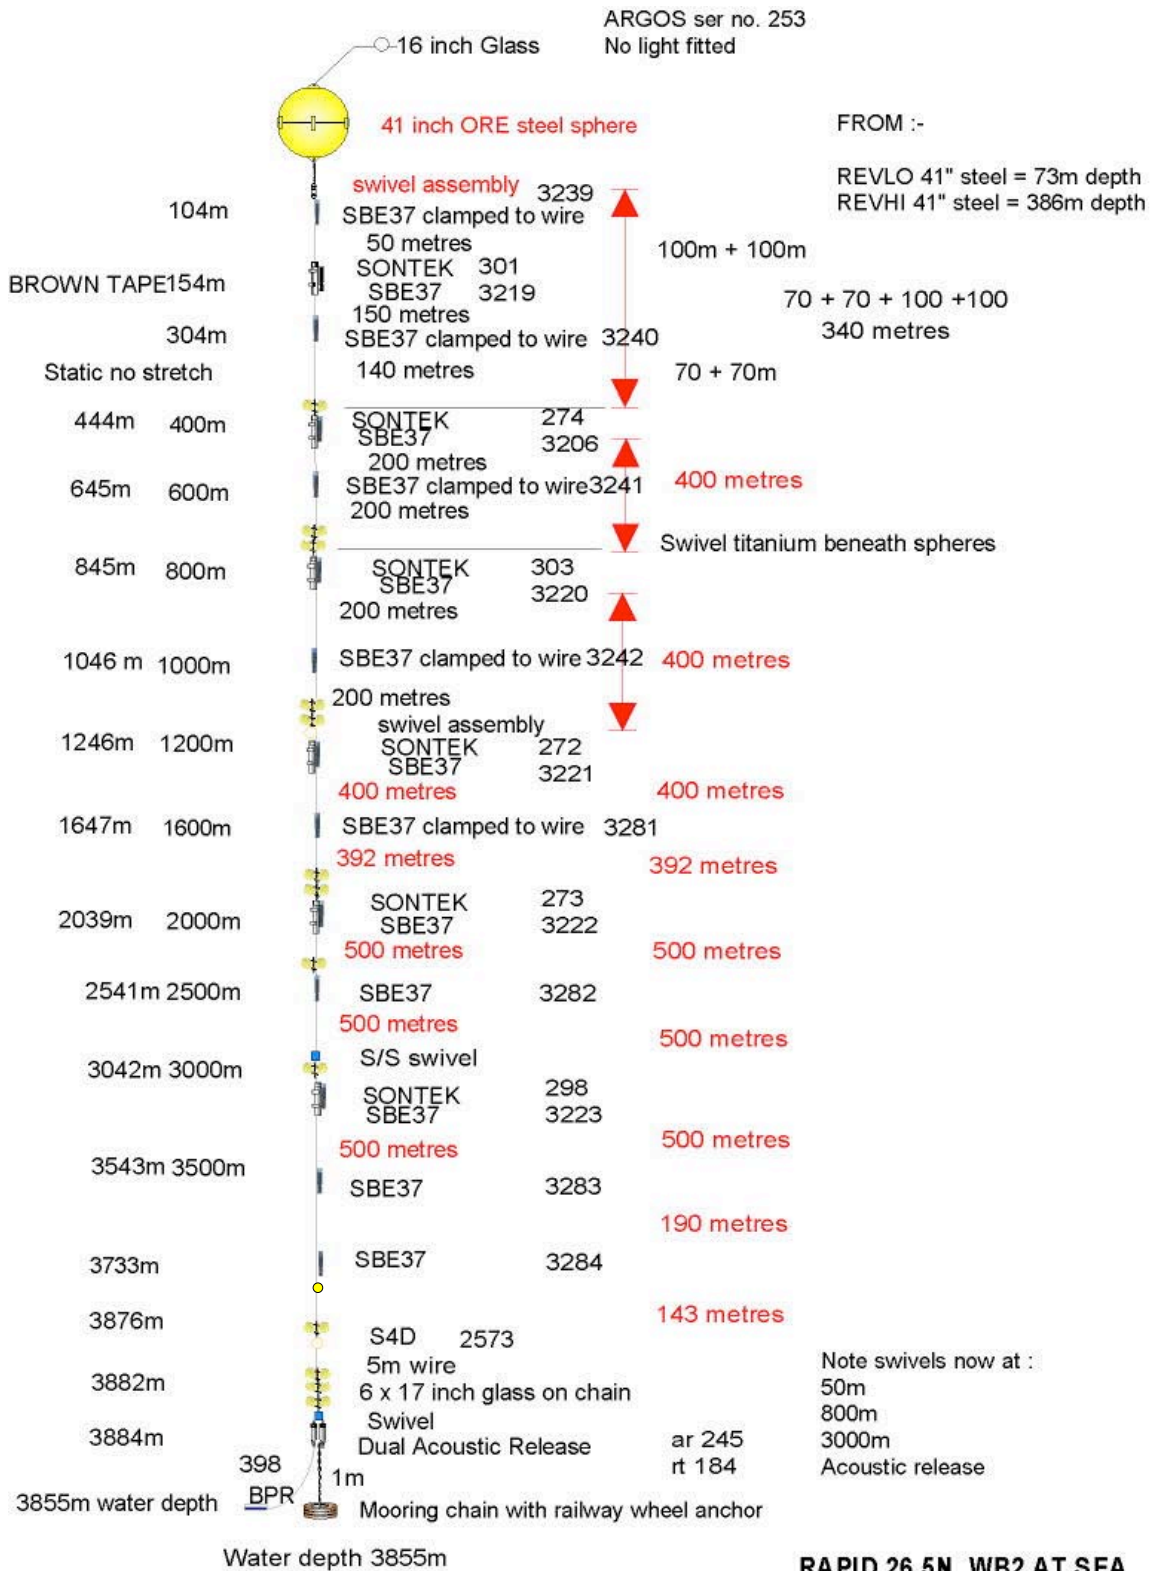 ARGOS ser no. 253
16 inch Glass No light fitted
41 inch ORE steel sphere FROM :-
REVLO 41" steel = 73m depth
swivel assembly 3239 REVHI 41" steel = 386m depth
104m SBE37 clamped to wire
50 metres 100m + 100m
SONTEK 301
BROWN TAPE 154m SBE37 3219 70 + 70 + 100 +100
150 metres
304m SBE37 clamped to wire 3240 340 metres
Static no stretch 140 metres 70 + 70m
444m 400m SONTEK 274
SBE37 3206
200 metres
645m 600m SBE37 clamped to wire 3241 400 metres
200 metres
Swivel titanium beneath spheres
845m 800m SONTEK 303
SBE37 3220
200 metres
1046 m 1000m SBE37 clamped to wire 3242 400 metres
200 metres
swivel assembly
1246m 1200m SONTEK 272
SBE37 3221
400 metres 400 metres
1647m 1600m SBE37 clamped to wire 3281
392 metres 392 metres
SONTEK 273
2039m 2000m SBE37 3222
500 metres 500 metres
2541m 2500m SBE37 3282
500 metres 500 metres
S/S swivel
3042m 3000m
SONTEK 298
SBE37 3223
500 metres 500 metres
3543m 3500m
SBE37 3283
190 metres
3733m SBE37 3284
143 metres
3876m
S4D 2573
5m wire Note swivels now at :
3882m 6 x 17 inch glass on chain 50m
Swivel 800m
3884m Dual Acoustic Release ar 245 3000m
398 1m rt 184 Acoustic release
3855m water depth BPR Mooring chain with railway wheel anchor
Water depth 3855m
RAPID 26.5N WB2 AT SEA